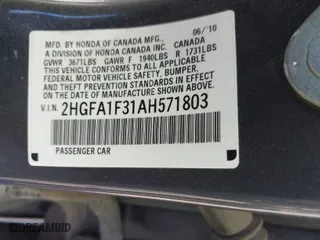 MFD. BY HONDA OF CANADA MFG., 06/10
A DIVISION OF HONDA CANADA INC., CANADA
GVWR 3671LBS GAWR F 1940LBS R 1731LBS
THIS VEHICLE CONFORMS TO ALL APPLICABLE
FEDERAL MOTOR VEHICLE SAFETY, BUMPER,
AND THEFT PREVENTION STANDARDS IN EFFECT
ON THE DATE OF MANUFACTURE SHOWN ABOVE.
V.I.N. 2HGFA1F31AH571803
PASSENGER CAR
DREAMBID